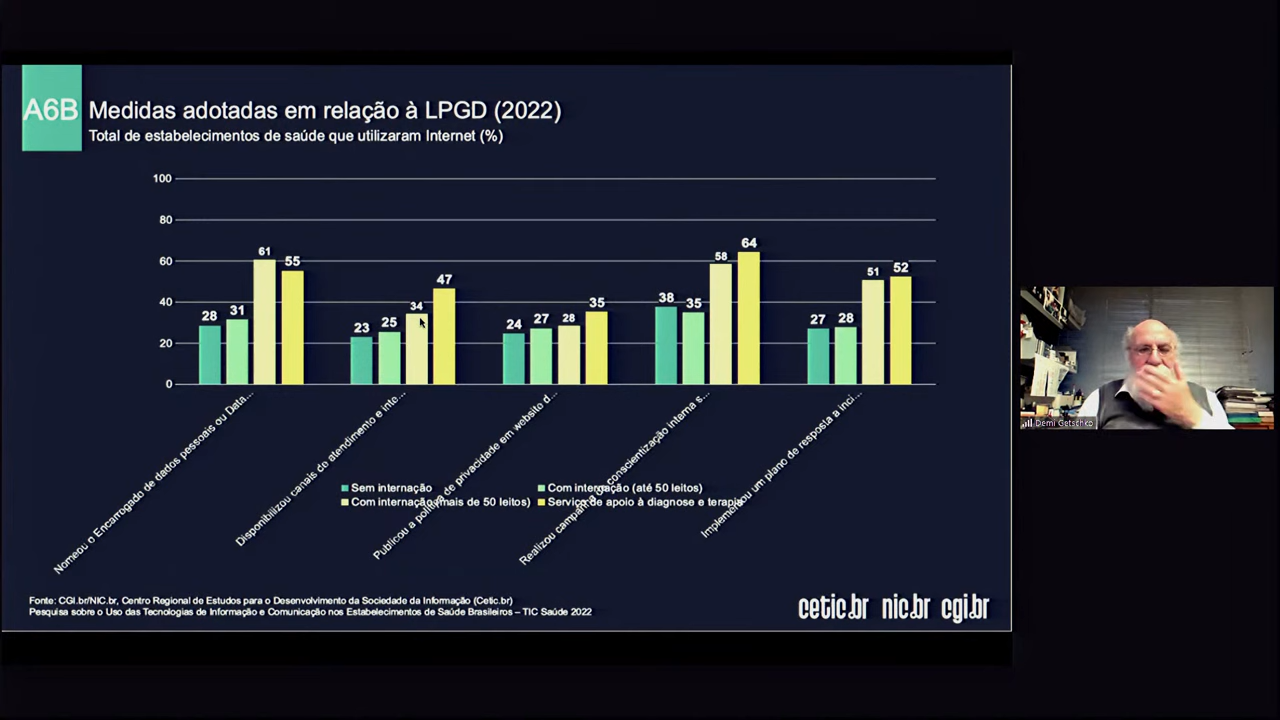 A6B
Medidas adotadas em relação à LPGD (2022)
Total de estabelecimentos de saúde que utilizaram Internet (%)
100
80
60
40
20
0
28
31
61
55
23
25
34
47
24
27
28
35
38
35
58
64
27
28
51
52
Nomeou o Encarregado de dados pessoais ou Data...
Disponibilizou canais de atendimento e inte...
Publicou a política de privacidade em website d...
Realizou campanha de conscientização interna s...
Implementou um plano de resposta a inci...
Sem internação
Com internação (até 50 leitos)
Com internação (mais de 50 leitos)
Serviço de apoio à diagnose e terapia
Fonte: CGI.br/NIC.br, Centro Regional de Estudos para o Desenvolvimento da Sociedade da Informação (Cetic.br)
Pesquisa sobre o Uso das Tecnologias de Informação e Comunicação nos Estabelecimentos de Saúde Brasileiros – TIC Saúde 2022
cetic.br nic.br cgi.br
Demi Getschko